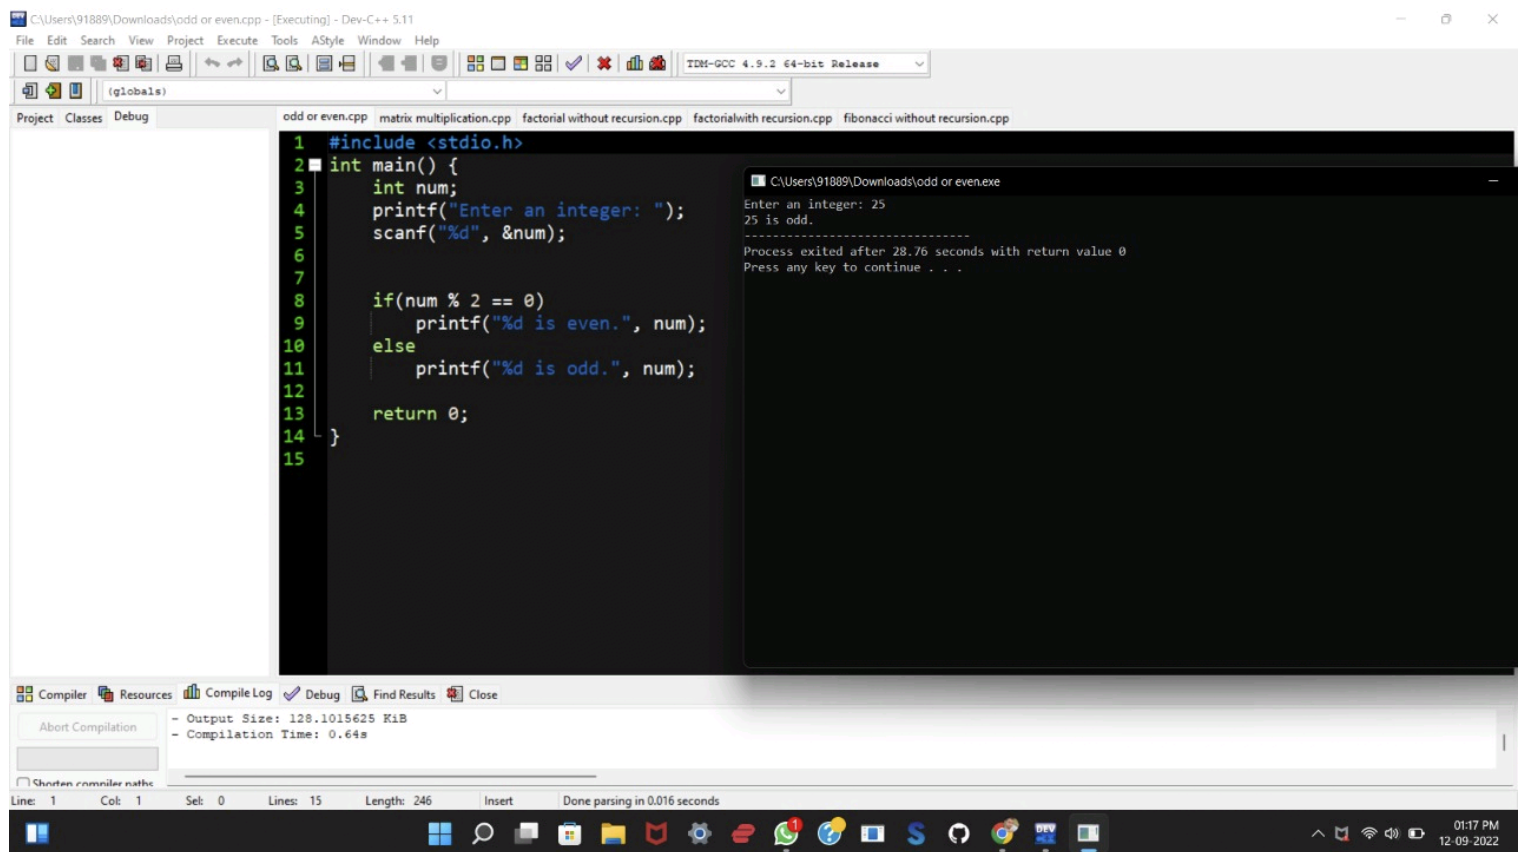 C:\Users\91889\Downloads\odd or even.cpp - [Executing] - Dev-C++ 5.11
File Edit Search View Project Execute Tools AStyle Window Help
TDM-GCC 4.9.2 64-bit Release
(globals)
Project Classes Debug
odd or even.cpp matrix multiplication.cpp factorial without recursion.cpp factorialwith recursion.cpp fibonacci without recursion.cpp
1 #include <stdio.h>
2 int main() {
3 int num;
4 printf("Enter an integer: ");
5 scanf("%d", &num);
6
7
8 if(num % 2 == 0)
9 printf("%d is even.", num);
10 else
11 printf("%d is odd.", num);
12
13 return 0;
14 }
15
C:\Users\91889\Downloads\odd or even.exe
Enter an integer: 25
25 is odd.
--------------------------------
Process exited after 28.76 seconds with return value 0
Press any key to continue . . .
Compiler Resources Compile Log Debug Find Results Close
Abort Compilation
- Output Size: 128.1015625 KiB
- Compilation Time: 0.64s
Shorten compiler paths
Line: 1 Col: 1 Sel: 0 Lines: 15 Length: 246 Insert Done parsing in 0.016 seconds
1
DEV
01:17 PM
12-09-2022